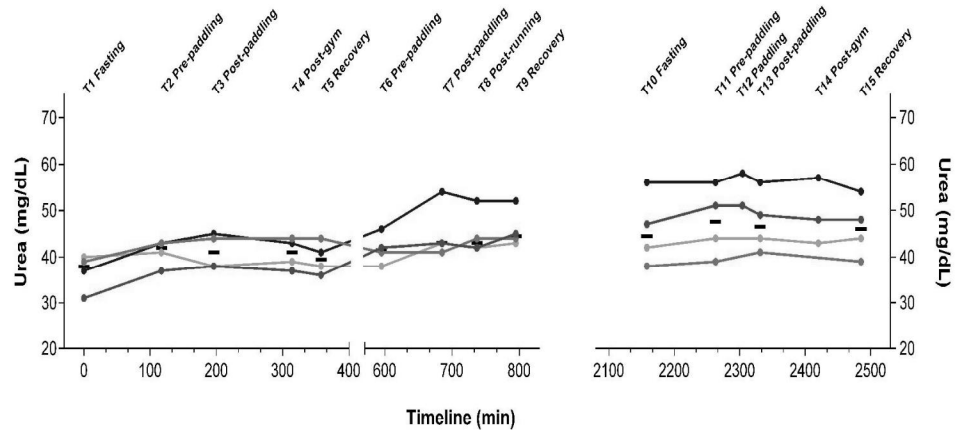 T1 Fasting
T2 Pre-paddling
T3 Post-paddling
T4 Post-gym
T5 Recovery
T6 Pre-paddling
T7 Post-paddling
T8 Post-running
T9 Recovery
T10 Fasting
T11 Pre-paddling
T12 Paddling
T13 Post-paddling
T14 Post-gym
T15 Recovery
Urea (mg/dL)
70
60
50
40
30
20
70
60
50
40
30
20
Urea (mg/dL)
0 100 200 300 400 600 700 800 2100 2200 2300 2400 2500
Timeline (min)